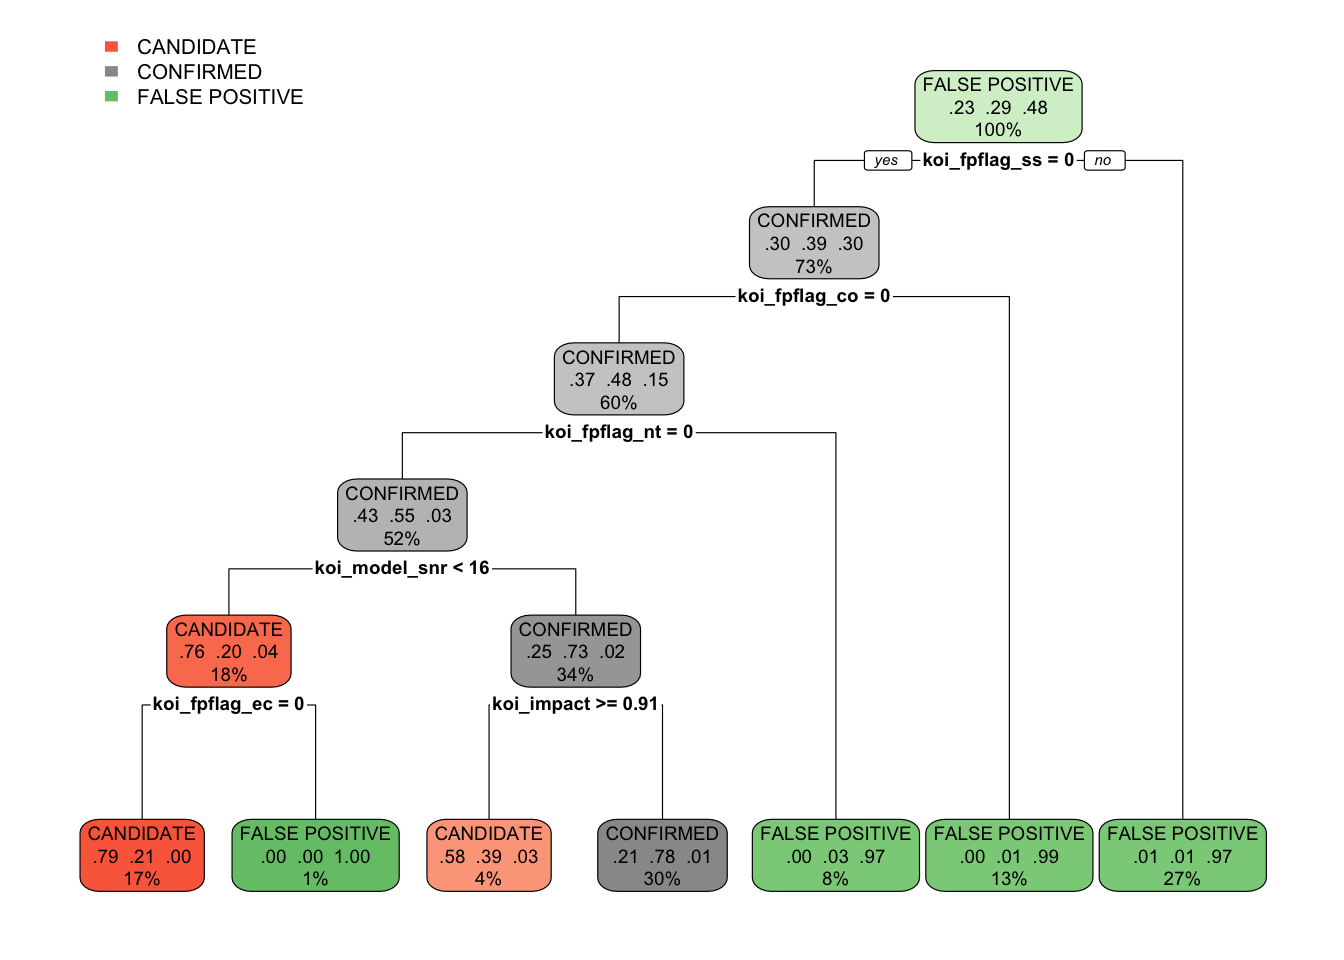 CANDIDATE
CONFIRMED
FALSE POSITIVE
FALSE POSITIVE
.23 .29 .48
100%
yes koi_fpflag_ss = 0 no
CONFIRMED
.30 .39 .30
73%
koi_fpflag_co = 0
CONFIRMED
.37 .48 .15
60%
koi_fpflag_nt = 0
CONFIRMED
.43 .55 .03
52%
koi_model_snr < 16
CANDIDATE
.76 .20 .04
18%
koi_fpflag_ec = 0
CONFIRMED
.25 .73 .02
34%
koi_impact >= 0.91
CANDIDATE
.79 .21 .00
17%
FALSE POSITIVE
.00 .00 1.00
1%
CANDIDATE
.58 .39 .03
4%
CONFIRMED
.21 .78 .01
30%
FALSE POSITIVE
.00 .03 .97
8%
FALSE POSITIVE
.00 .01 .99
13%
FALSE POSITIVE
.01 .01 .97
27%